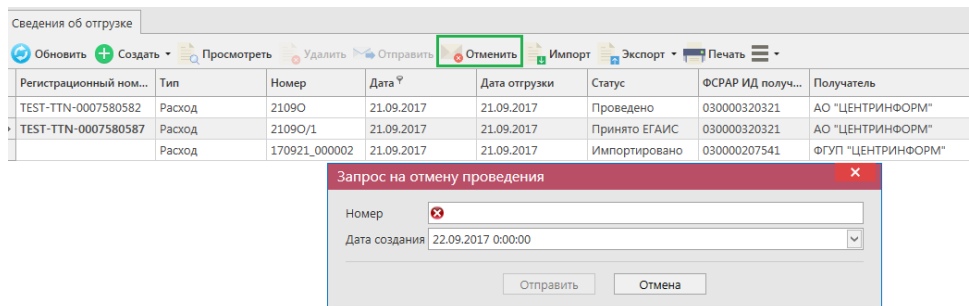 Сведения об отгрузке
Обновить Создать Просмотреть Удалить Отправить Отменить Импорт Экспорт Печать
Регистрационный ном... Тип Номер Дата Дата отгрузки Статус ФСРАР ИД получ... Получатель
TEST-TTN-0007580582 Расход 2109О 21.09.2017 21.09.2017 Проведено 030000320321 АО "ЦЕНТРИНФОРМ"
TEST-TTN-0007580587 Расход 2109О/1 21.09.2017 21.09.2017 Принято ЕГАИС 030000320321 АО "ЦЕНТРИНФОРМ"
Расход 170921_000002 21.09.2017 21.09.2017 Импортировано 030000207541 ФГУП "ЦЕНТРИНФОРМ"
Запрос на отмену проведения
Номер
Дата создания 22.09.2017 0:00:00
Отправить Отмена